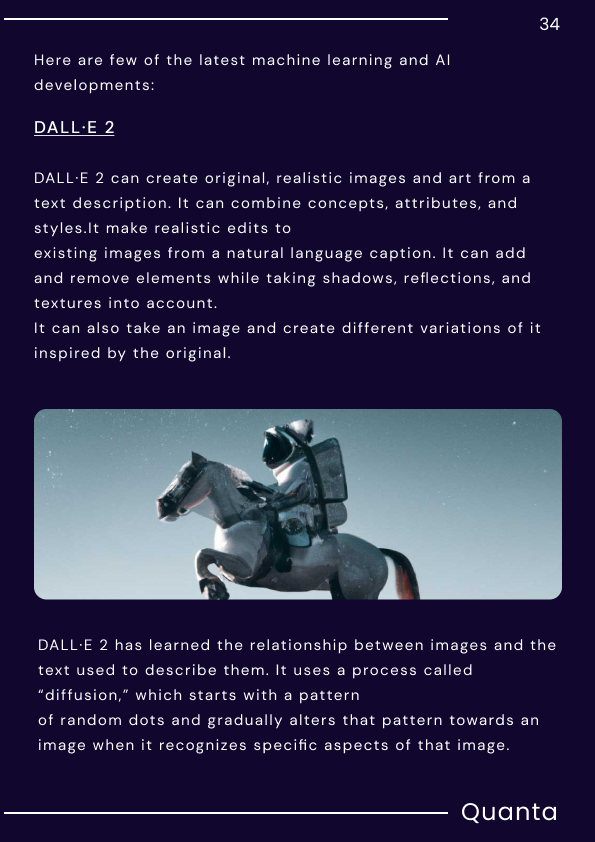 34
Here are few of the latest machine learning and AI
developments:
DALL·E 2
DALL·E 2 can create original, realistic images and art from a
text description. It can combine concepts, attributes, and
styles.It make realistic edits to
existing images from a natural language caption. It can add
and remove elements while taking shadows, reflections, and
textures into account.
It can also take an image and create different variations of it
inspired by the original.
DALL·E 2 has learned the relationship between images and the
text used to describe them. It uses a process called
“diffusion,” which starts with a pattern
of random dots and gradually alters that pattern towards an
image when it recognizes specific aspects of that image.
Quanta